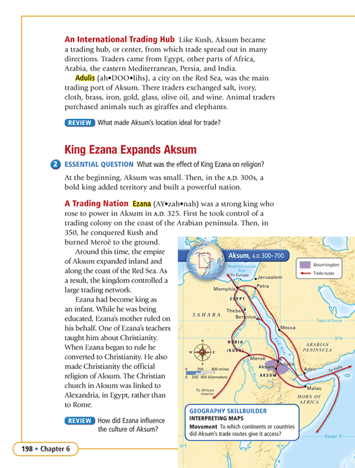 An International Trading Hub Like Kush, Aksum became
a trading hub, or center, from which trade spread out in many
directions. Traders came from Egypt, other parts of Africa,
Arabia, the eastern Mediterranean, Persia, and India.
Adulis (ah•DOO•lihs), a city on the Red Sea, was the main
trading port of Aksum. There traders exchanged salt, ivory,
cloth, brass, iron, gold, glass, olive oil, and wine. Animal traders
purchased animals such as giraffes and elephants.
REVIEW What made Aksum's location ideal for trade?
King Ezana Expands Aksum
2 ESSENTIAL QUESTION What was the effect of King Ezana on religion?
At the beginning, Aksum was small. Then, in the A.D. 300s, a
bold king added territory and built a powerful nation.
A Trading Nation Ezana (AY•zah•nah) was a strong king who
rose to power in Aksum in A.D. 325. First he took control of a
trading colony on the coast of the Arabian peninsula. Then, in
350, he conquered Kush and
burned Meroë to the ground.
Around this time, the empire
of Aksum expanded inland and
along the coast of the Red Sea. As
a result, the kingdom controlled a
large trading network.
Ezana had become king as
an infant. While he was being
educated, Ezana's mother ruled on
his behalf. One of Ezana's teachers
taught him about Christianity.
When Ezana began to rule he
converted to Christianity. He also
made Christianity the official
religion of Aksum. The Christian
church in Aksum was linked to
Alexandria, in Egypt, rather than
to Rome.
REVIEW How did Ezana influence
the culture of Aksum?
Aksum, A.D. 300–700
Aksum kingdom
Trade routes
To Europe
Jerusalem
Petra
Memphis
EGYPT
Thebes
SAHARA
Berenice
Tropic of Cancer
Mecca
NUBIA
KUSH
ARABIAN
PENINSULA
Meroë
Adulis
Aksum
AKSUM
Aden
To India
0 200 400 miles
0 200 400 kilometers
To African
Interior
Malao
HORN OF
AFRICA
Equator 0°
GEOGRAPHY SKILLBUILDER
INTERPRETING MAPS
Movement To which continents or countries
did Aksum's trade routes give it access?
198 • Chapter 6